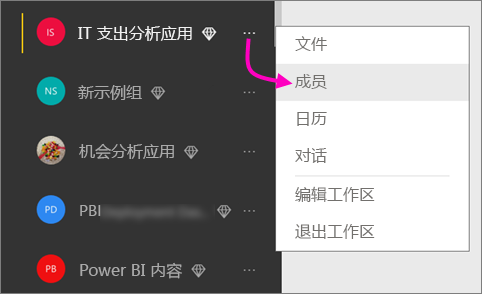 IS IT 支出分析应用 ...
NS 新示例组 ...
机会分析应用 ...
PD PBI ...
PB Power BI 内容 ...
文件
成员
日历
对话
编辑工作区
退出工作区